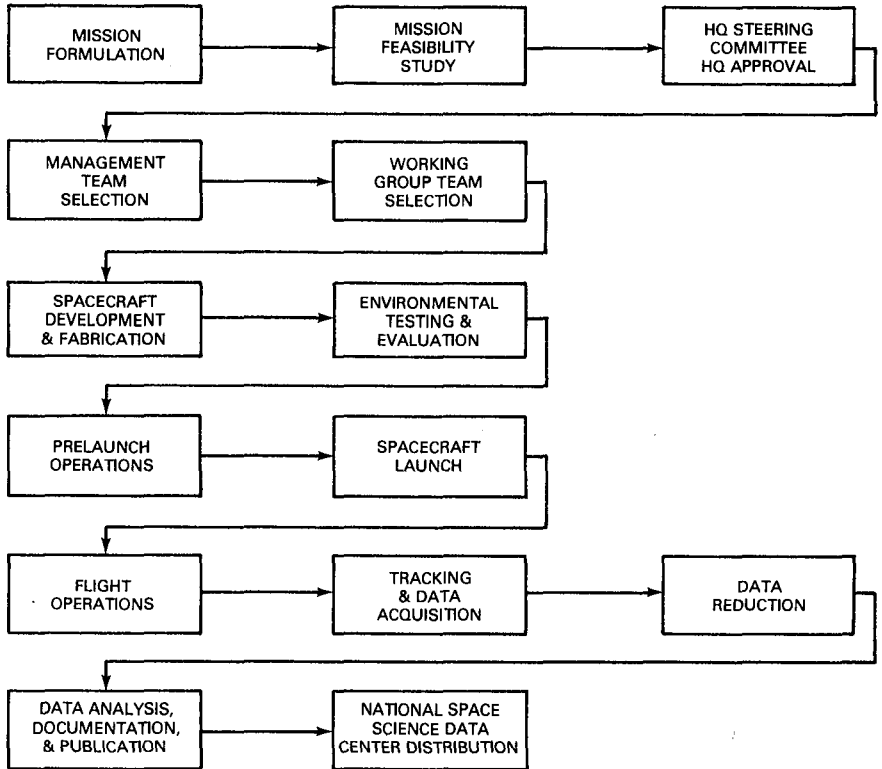 MISSION
FORMULATION
MISSION
FEASIBILITY
STUDY
HQ STEERING
COMMITTEE
HQ APPROVAL
MANAGEMENT
TEAM
SELECTION
WORKING
GROUP TEAM
SELECTION
SPACECRAFT
DEVELOPMENT
& FABRICATION
ENVIRONMENTAL
TESTING &
EVALUATION
PRELAUNCH
OPERATIONS
SPACECRAFT
LAUNCH
FLIGHT
OPERATIONS
TRACKING
& DATA
ACQUISITION
DATA
REDUCTION
DATA ANALYSIS,
DOCUMENTATION,
& PUBLICATION
NATIONAL SPACE
SCIENCE DATA
CENTER DISTRIBUTION